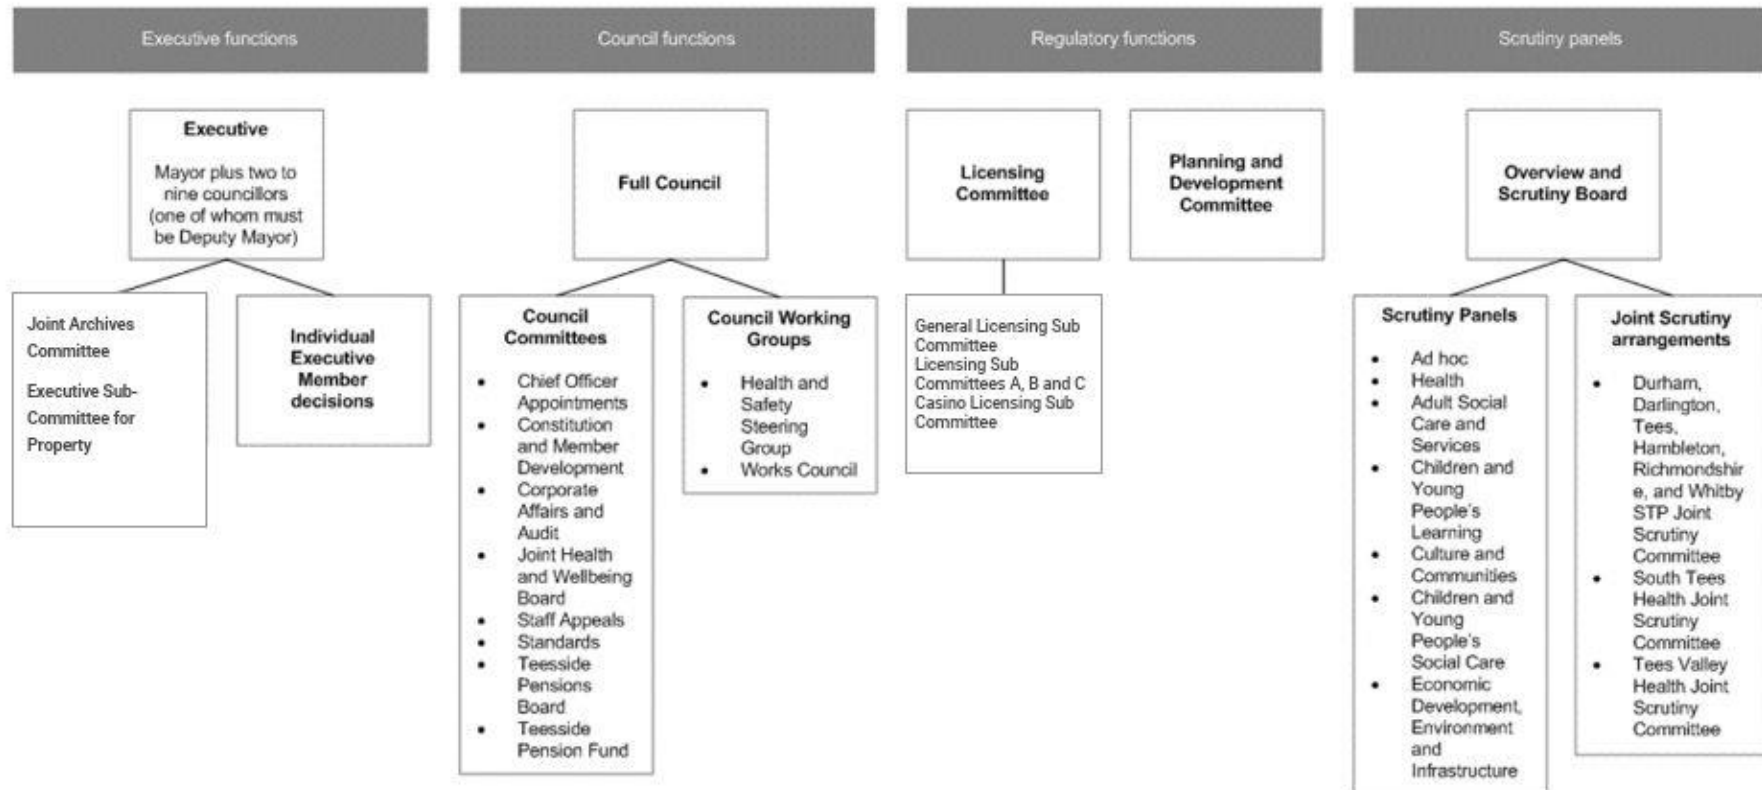 Executive functions
Council functions
Regulatory functions
Scrutiny panels
Executive
Mayor plus two to
nine councillors
(one of whom must
be Deputy Mayor)
Full Council
Licensing
Committee
Planning and
Development
Committee
Overview and
Scrutiny Board
Joint Archives
Committee
Executive Sub-
Committee for
Property
Individual
Executive
Member
decisions
Council
Committees
• Chief Officer
Appointments
• Constitution
and Member
Development
• Corporate
Affairs and
Audit
• Joint Health
and Wellbeing
Board
• Staff Appeals
• Standards
• Teesside
Pensions
Board
• Teesside
Pension Fund
Council Working
Groups
• Health and
Safety
Steering
Group
• Works Council
General Licensing Sub
Committee
Licensing Sub
Committees A, B and C
Casino Licensing Sub
Committee
Scrutiny Panels
• Ad hoc
• Health
• Adult Social
Care and
Services
• Children and
Young
People's
Learning
• Culture and
Communities
• Children and
Young
People's
Social Care
• Economic
Development,
Environment
and
Infrastructure
Joint Scrutiny
arrangements
• Durham,
Darlington,
Tees,
Hambleton,
Richmondshir
e, and Whitby
STP Joint
Scrutiny
Committee
• South Tees
Health Joint
Scrutiny
Committee
• Tees Valley
Health Joint
Scrutiny
Committee